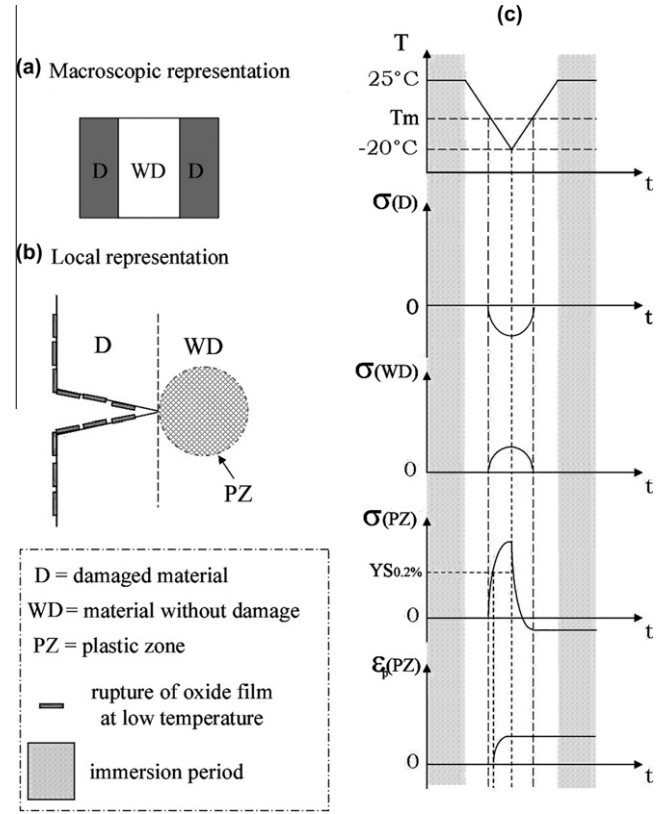 (a) Macroscopic representation
D WD D
(b) Local representation
D WD
PZ
D = damaged material
WD = material without damage
PZ = plastic zone
rupture of oxide film
at low temperature
immersion period
(c)
T
25°C
Tm
-20°C
t
σ(D)
0
t
σ(WD)
0
t
σ(PZ)
YS0.2%
0
t
εp(PZ)
0
t